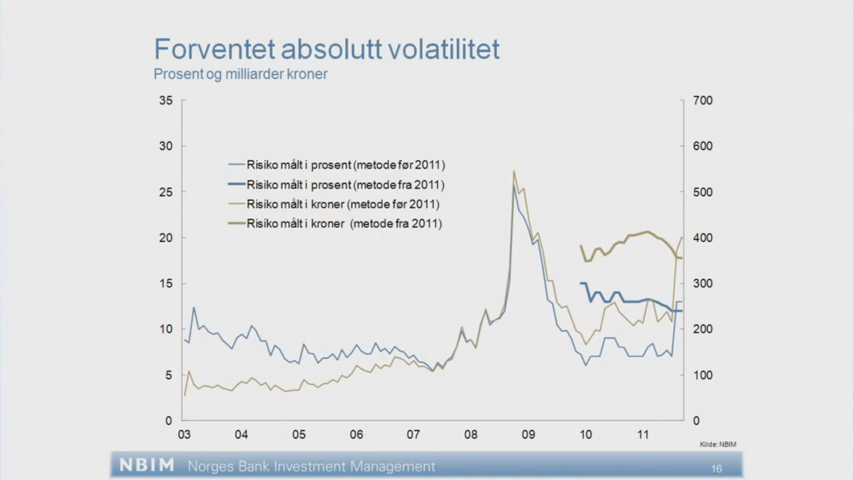 Forventet absolutt volatilitet
Prosent og milliarder kroner
35
30
25
20
15
10
5
0
700
600
500
400
300
200
100
0
Risiko målt i prosent (metode før 2011)
Risiko målt i prosent (metode fra 2011)
Risiko målt i kroner (metode før 2011)
Risiko målt i kroner (metode fra 2011)
03 04 05 06 07 08 09 10 11
Kilde: NBIM
NBIM Norges Bank Investment Management 16